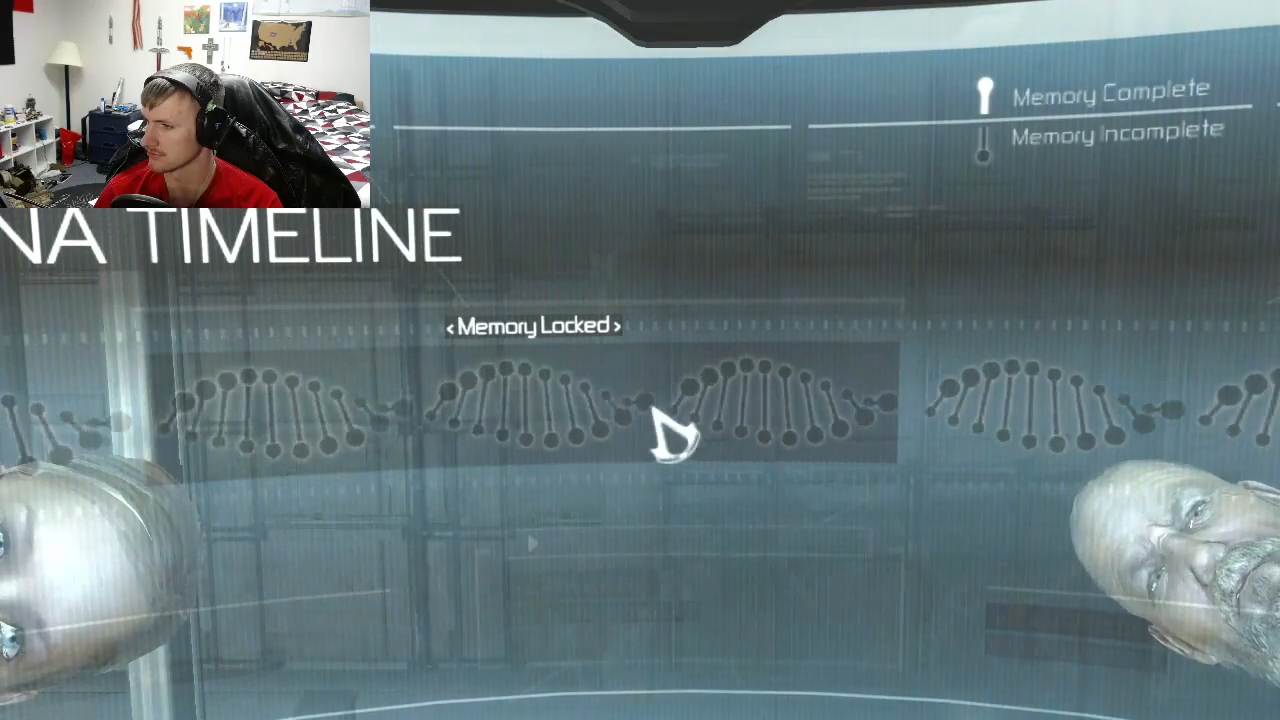 Memory Complete
Memory Incomplete
NA TIMELINE
< Memory Locked >